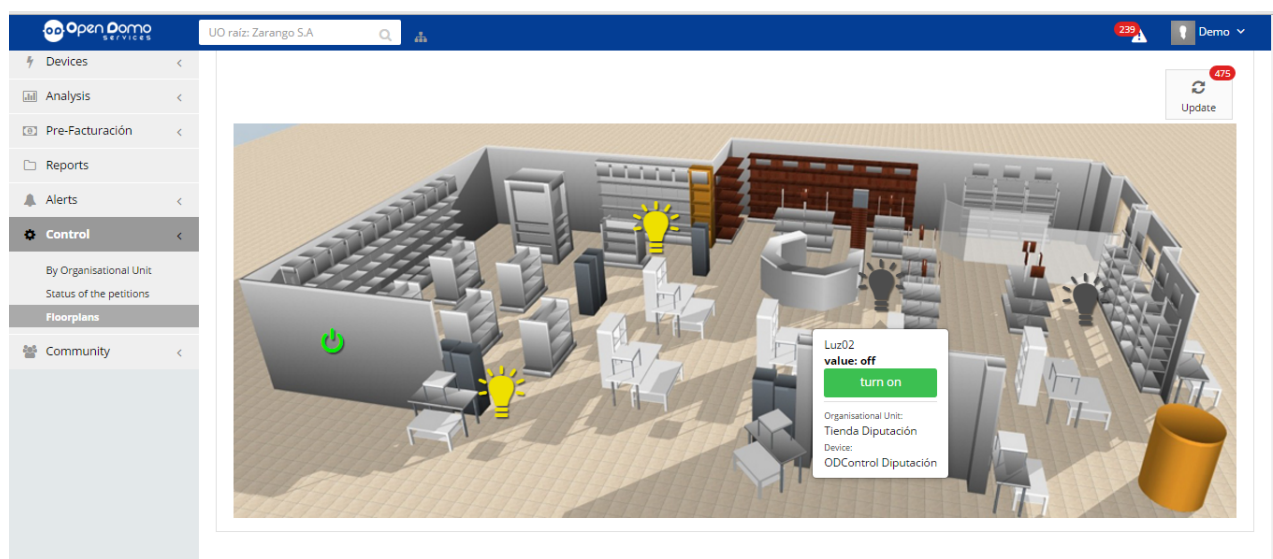 Open Domo
services
UO raíz: Zarango S.A
239
Demo
Devices
Analysis
Pre-Facturación
Reports
Alerts
Control
By Organisational Unit
Status of the petitions
Floorplans
Community
475
Update
Luz02
value: off
turn on
Organisational Unit:
Tienda Diputación
Device:
ODControl Diputación